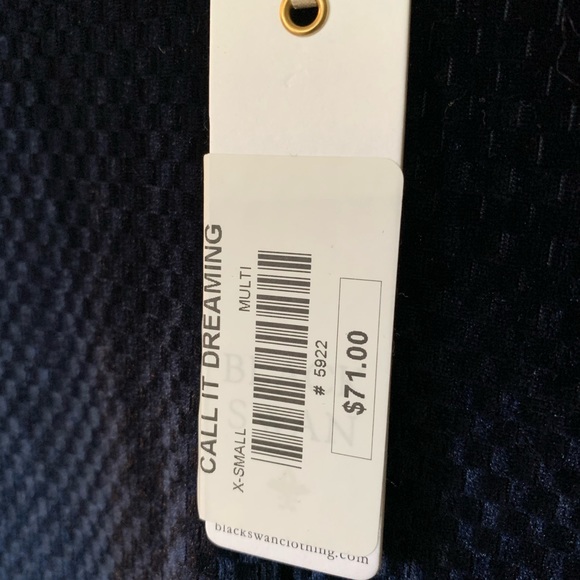 CALL IT DREAMING
X-SMALL MULTI
# 5922
$71.00
blackswanclothing.com